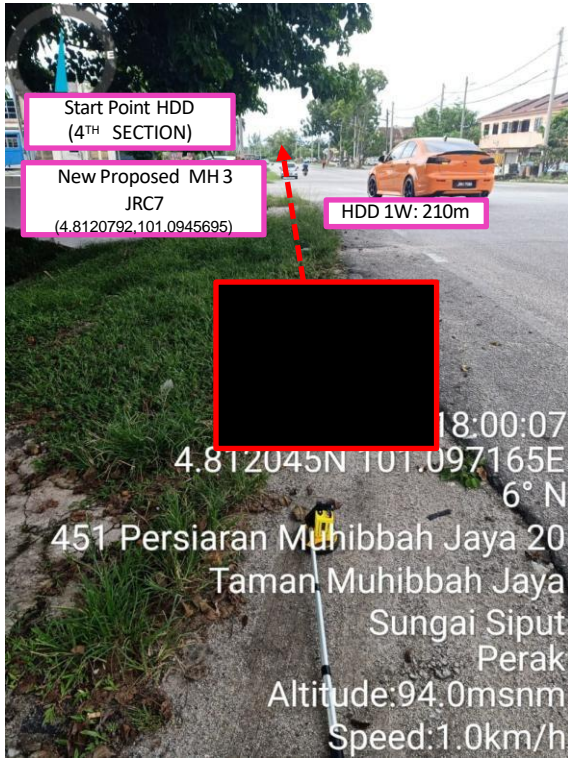 N
W
E
Start Point HDD
(4TH SECTION)
New Proposed MH 3
JRC7
(4.8120792,101.0945695)
HDD 1W: 210m
18:00:07
4.812045N 101.097165E
6° N
451 Persiaran Muhibbah Jaya 20
Taman Muhibbah Jaya
Sungai Siput
Perak
Altitude:94.0msnm
Speed:1.0km/h